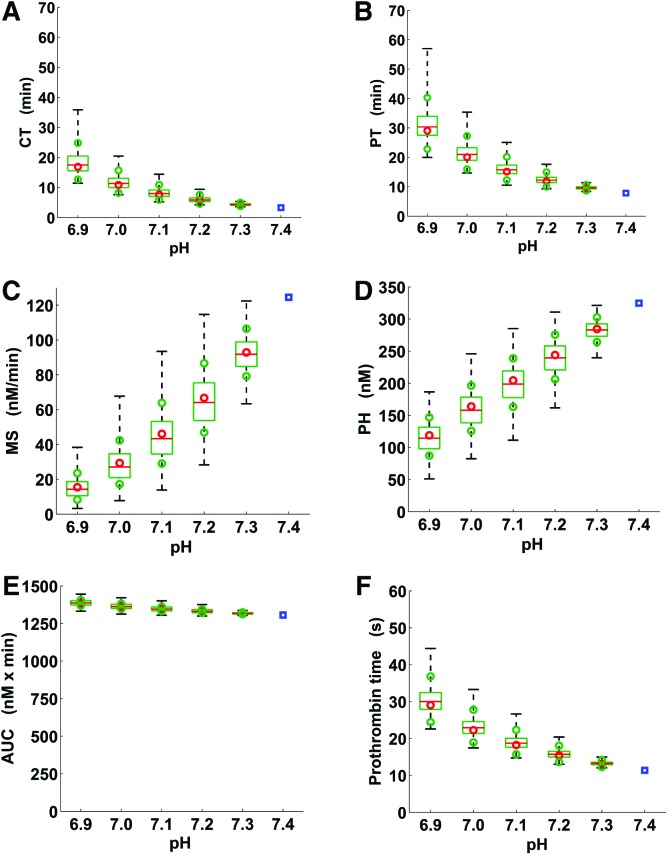 A
CT (min)
70
60
50
40
30
20
10
0
6.9 7.0 7.1 7.2 7.3 7.4
pH
B
PT (min)
70
60
50
40
30
20
10
0
6.9 7.0 7.1 7.2 7.3 7.4
pH
C
MS (nM/min)
120
100
80
60
40
20
0
6.9 7.0 7.1 7.2 7.3 7.4
pH
D
PH (nM)
350
300
250
200
150
100
50
0
6.9 7.0 7.1 7.2 7.3 7.4
pH
E
AUC (nM x min)
1500
1250
1000
750
500
250
0
6.9 7.0 7.1 7.2 7.3 7.4
pH
F
Prothrombin time (s)
60
50
40
30
20
10
0
6.9 7.0 7.1 7.2 7.3 7.4
pH